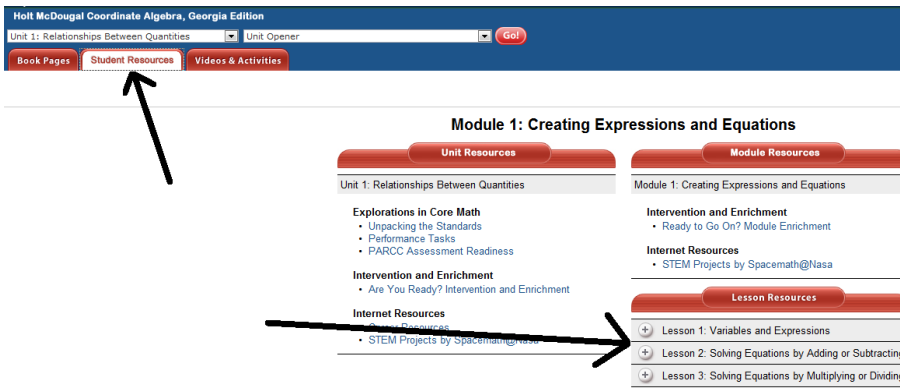 Holt McDougal Coordinate Algebra, Georgia Edition
Unit 1: Relationships Between Quantities
Unit Opener
Go!
Book Pages
Student Resources
Videos & Activities
Module 1: Creating Expressions and Equations
Unit Resources
Unit 1: Relationships Between Quantities
Explorations in Core Math
• Unpacking the Standards
• Performance Tasks
• PARCC Assessment Readiness
Intervention and Enrichment
• Are You Ready? Intervention and Enrichment
Internet Resources
• Resources
• STEM Projects by Spacemath@Nasa
Module Resources
Module 1: Creating Expressions and Equations
Intervention and Enrichment
• Ready to Go On? Module Enrichment
Internet Resources
• STEM Projects by Spacemath@Nasa
Lesson Resources
Lesson 1: Variables and Expressions
Lesson 2: Solving Equations by Adding or Subtracting
Lesson 3: Solving Equations by Multiplying or Dividing